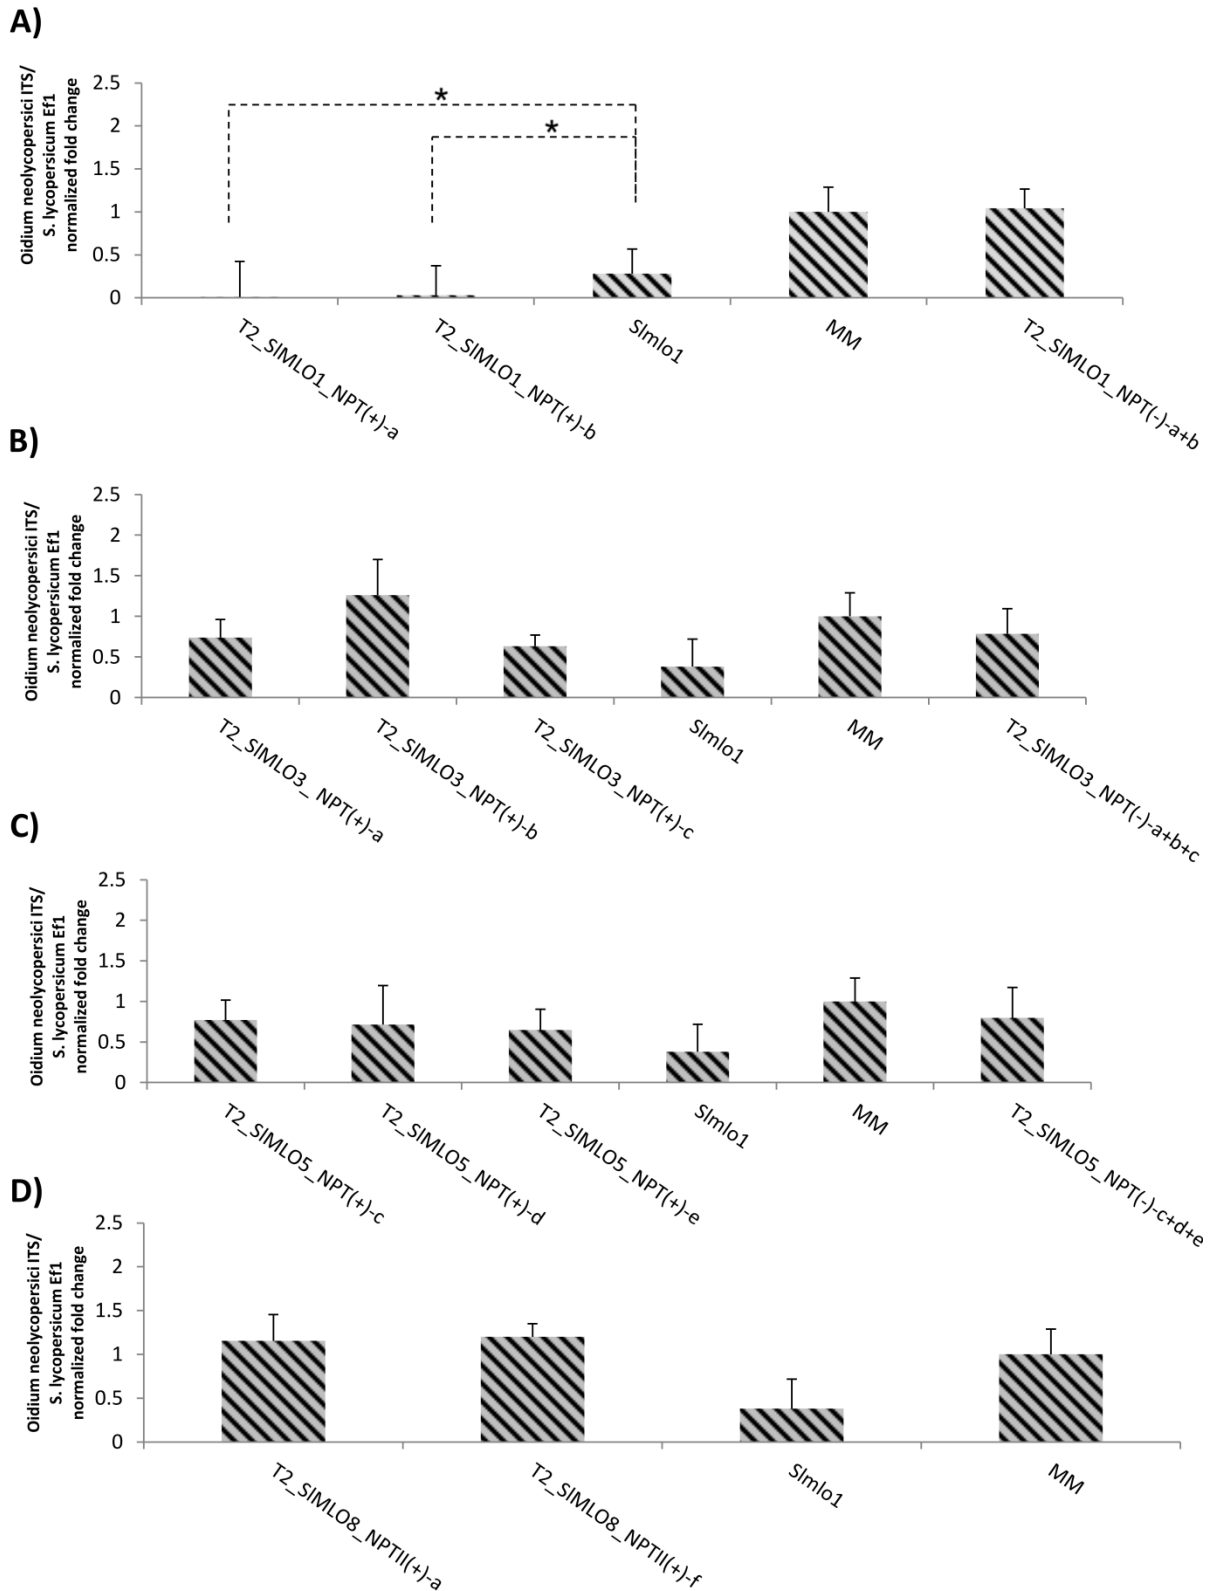 A)
Oidium neolycopersici ITS/
S. lycopersicum Ef1
normalized fold change
2.5
2
1.5
1
0.5
0
*
*
T2_SlMLO1_NPT(+)-a
T2_SlMLO1_NPT(+)-b
Slmlo1
MM
T2_SlMLO1_NPT(-)-a+b
B)
Oidium neolycopersici ITS/
S. lycopersicum Ef1
normalized fold change
2.5
2
1.5
1
0.5
0
T2_SlMLO3_ NPT(+)-a
T2_SlMLO3_NPT(+)-b
T2_SlMLO3_NPT(+)-c
Slmlo1
MM
T2_SlMLO3_NPT(-)-a+b+c
C)
Oidium neolycopersici ITS/
S. lycopersicum Ef1
normalized fold change
2.5
2
1.5
1
0.5
0
T2_SlMLO5_NPT(+)-c
T2_SlMLO5_NPT(+)-d
T2_SlMLO5_NPT(+)-e
Slmlo1
MM
T2_SlMLO5_NPT(-)-c+d+e
D)
Oidium neolycopersici ITS/
S. lycopersicum Ef1
normalized fold change
2.5
2
1.5
1
0.5
0
T2_SlMLO8_NPTII(+)-a
T2_SlMLO8_NPTII(+)-f
Slmlo1
MM